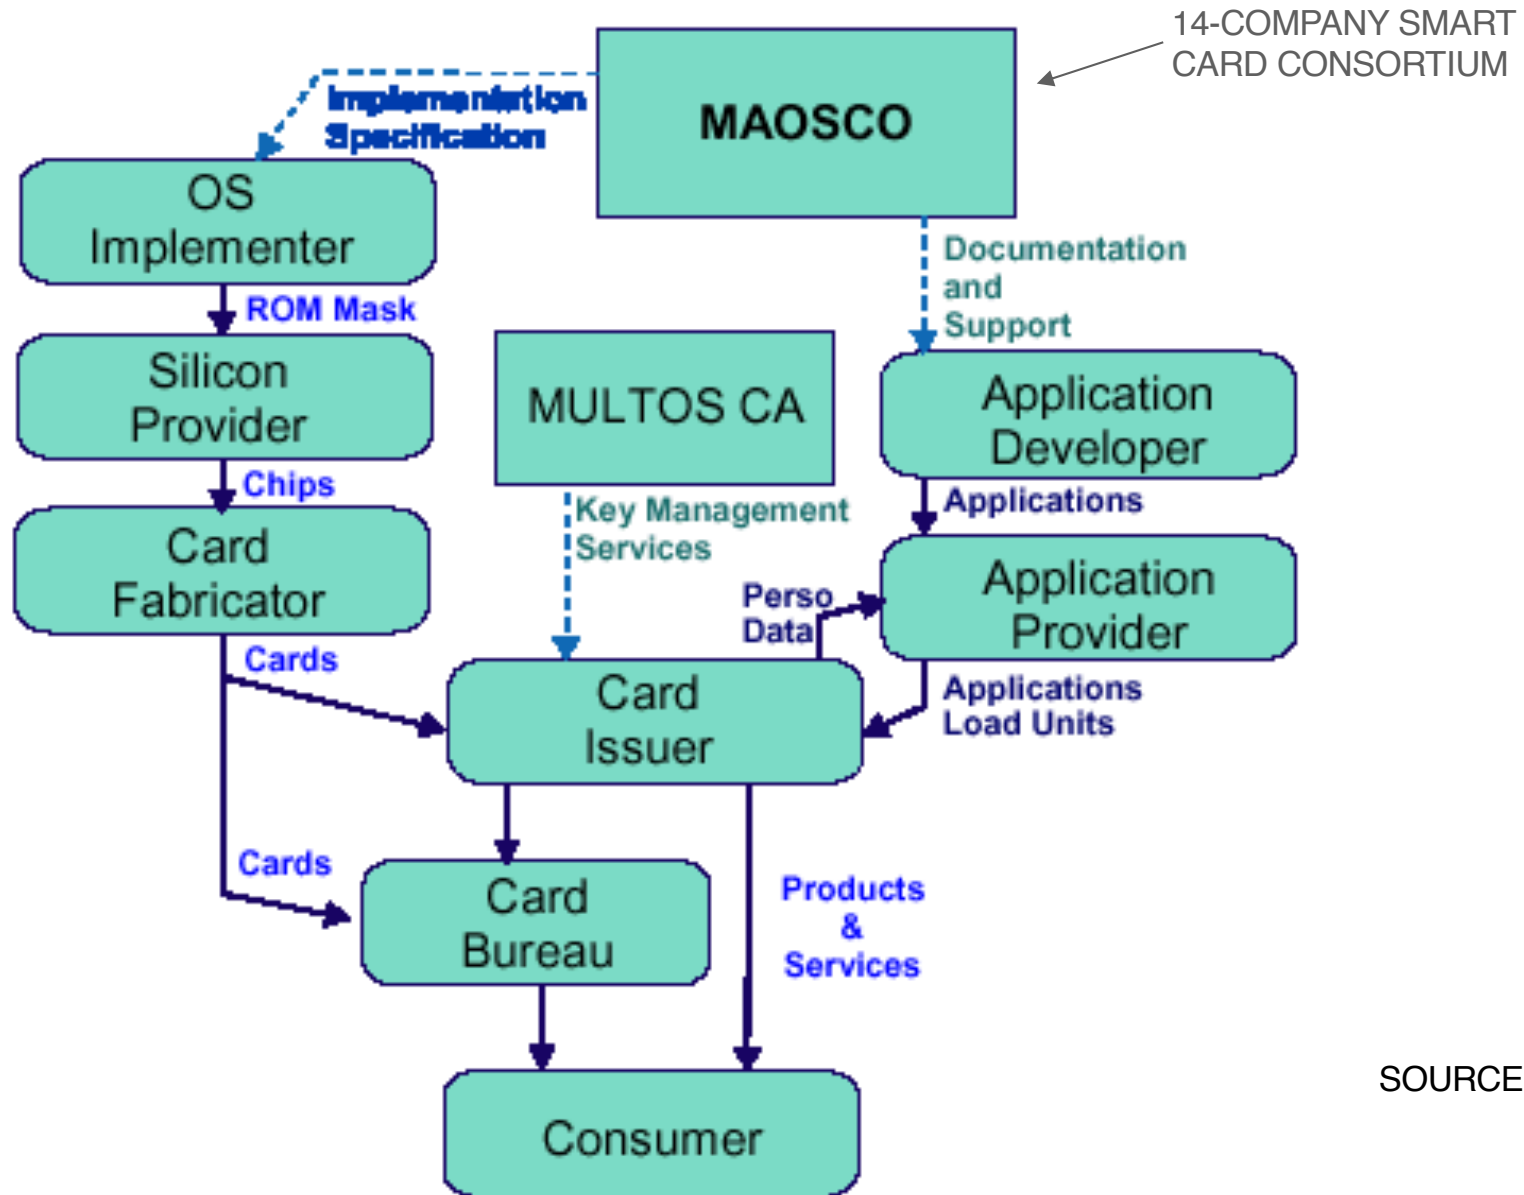 14-COMPANY SMART
CARD CONSORTIUM
MAOSCO
Implementation
Specification
OS
Implementer
Documentation
and
Support
ROM Mask
Silicon
Provider
MULTOS CA
Application
Developer
Chips
Key Management
Services
Applications
Card
Fabricator
Perso
Data
Application
Provider
Cards
Card
Issuer
Applications
Load Units
Cards
Card
Bureau
Products
&
Services
Consumer
SOURCE